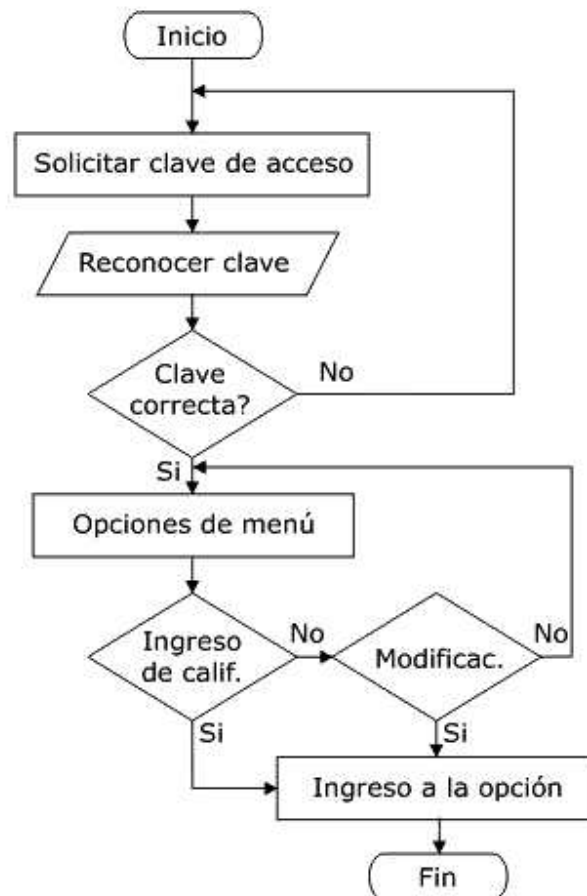 Inicio
Solicitar clave de acceso
Reconocer clave
Clave
correcta?
No
Si
Opciones de menú
Ingreso
de calif.
No
Modificac.
No
Si
Si
Ingreso a la opción
Fin